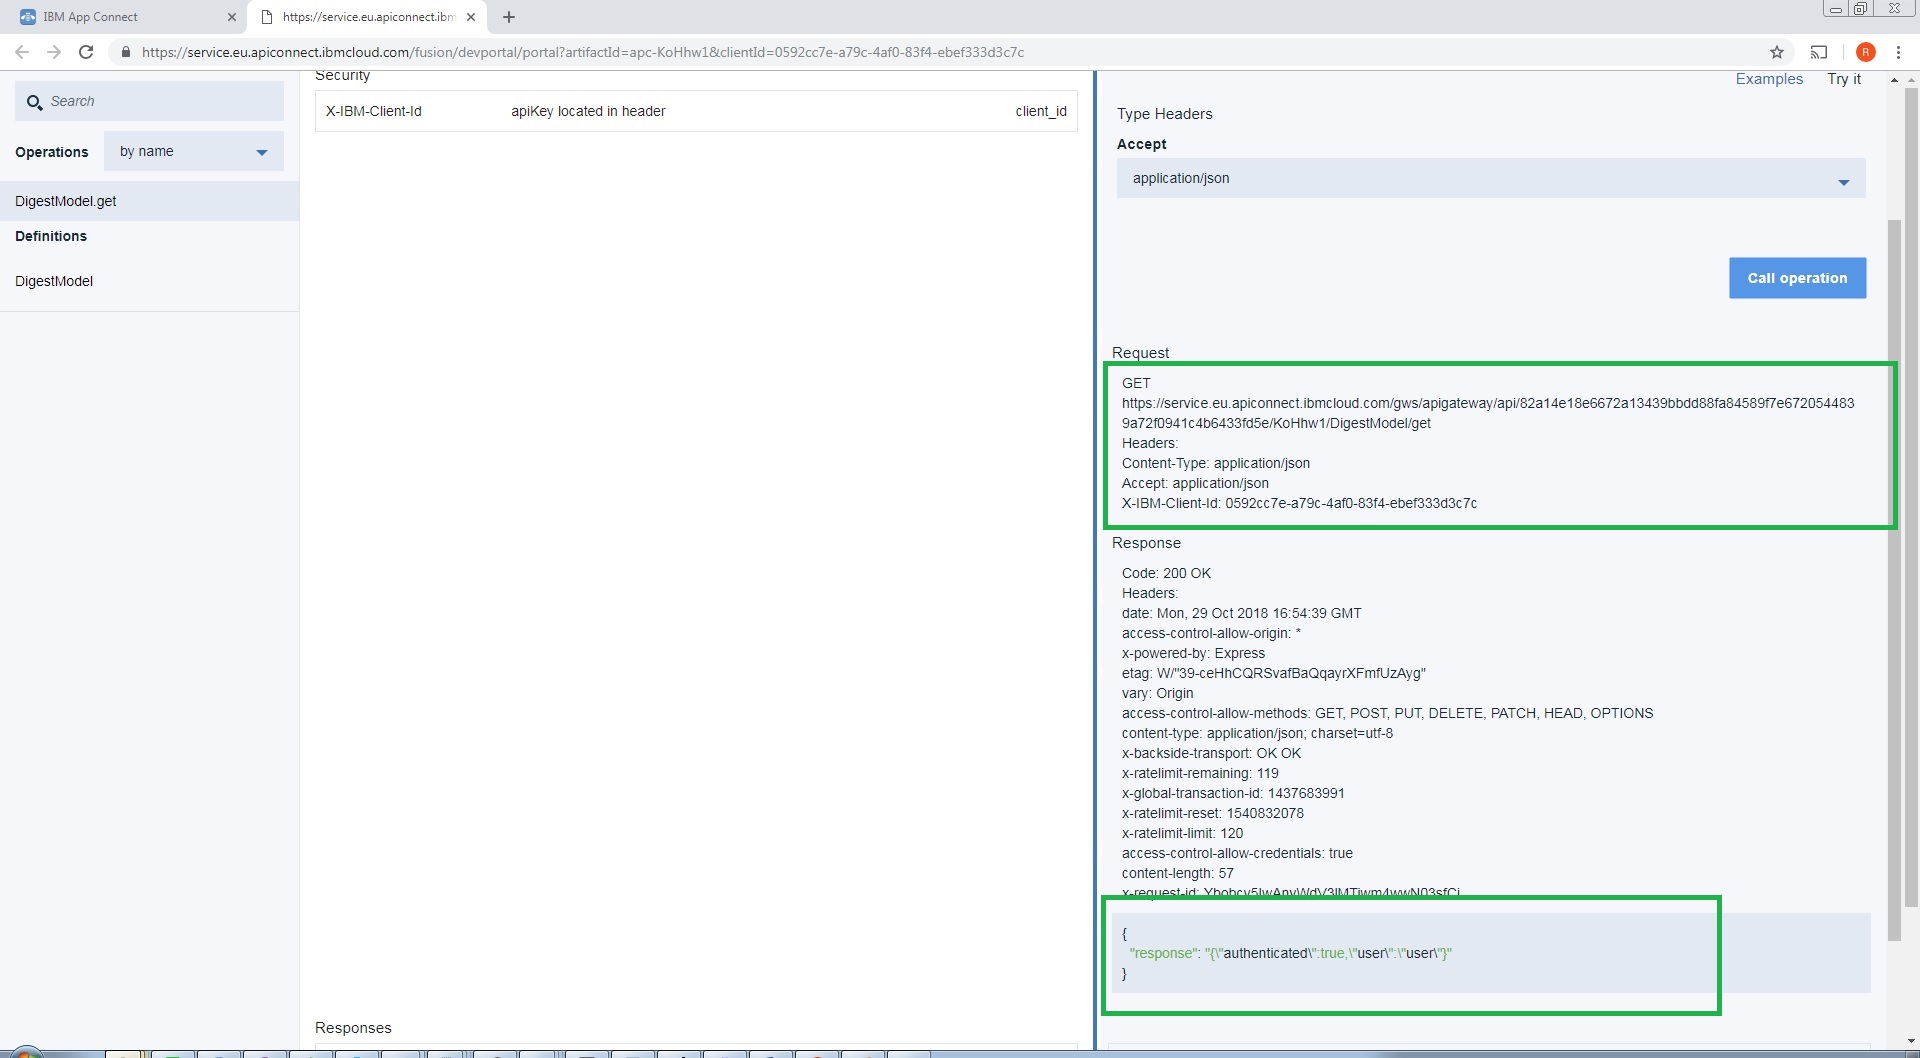 IBM App Connect
https://service.eu.apiconnect.ibm
https://service.eu.apiconnect.ibmcloud.com/fusion/devportal/portal?artifactId=apc-KoHhw1&clientId=0592cc7e-a79c-4af0-83f4-ebef333d3c7c
R
Search
Operations
by name
DigestModel.get
Definitions
DigestModel
Security
X-IBM-Client-Id apiKey located in header client_id
Responses
Examples Try it
Type Headers
Accept
application/json
Call operation
Request
GET
https://service.eu.apiconnect.ibmcloud.com/gws/apigateway/api/82a14e18e6672a13439bbdd88fa84589f7e672054483
9a72f0941c4b6433fd5e/KoHhw1/DigestModel/get
Headers:
Content-Type: application/json
Accept: application/json
X-IBM-Client-Id: 0592cc7e-a79c-4af0-83f4-ebef333d3c7c
Response
Code: 200 OK
Headers:
date: Mon, 29 Oct 2018 16:54:39 GMT
access-control-allow-origin: *
x-powered-by: Express
etag: W/"39-ceHhCQRSvafBaQqayrXFmfUzAyg"
vary: Origin
access-control-allow-methods: GET, POST, PUT, DELETE, PATCH, HEAD, OPTIONS
content-type: application/json; charset=utf-8
x-backside-transport: OK OK
x-ratelimit-remaining: 119
x-global-transaction-id: 1437683991
x-ratelimit-reset: 1540832078
x-ratelimit-limit: 120
access-control-allow-credentials: true
content-length: 57
x-request-id:
{
"response": "{\"authenticated\":true,\"user\":\"user\"}"
}